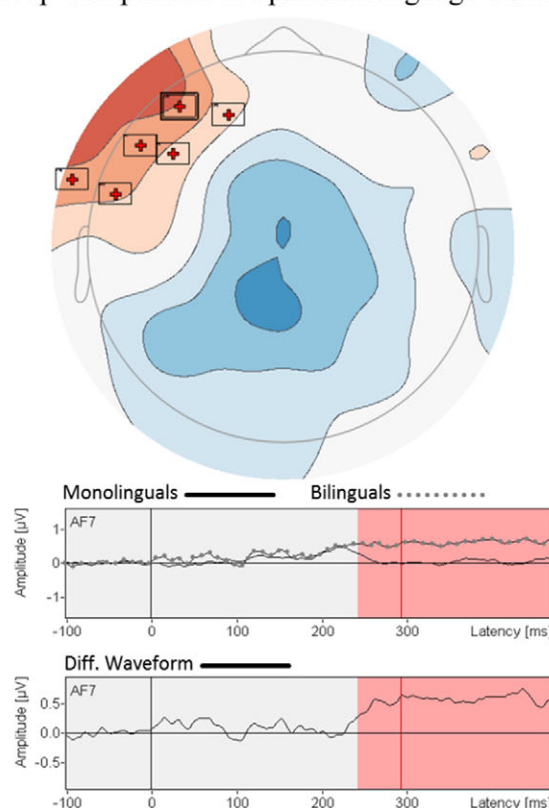 Monolinguals Bilinguals
AF7
Amplitude [µV]
1
0
-1
-100 0 100 200 300 Latency [ms]
Diff. Waveform
AF7
Amplitude [µV]
0.5
0.0
-0.5
-100 0 100 200 300 Latency [ms]